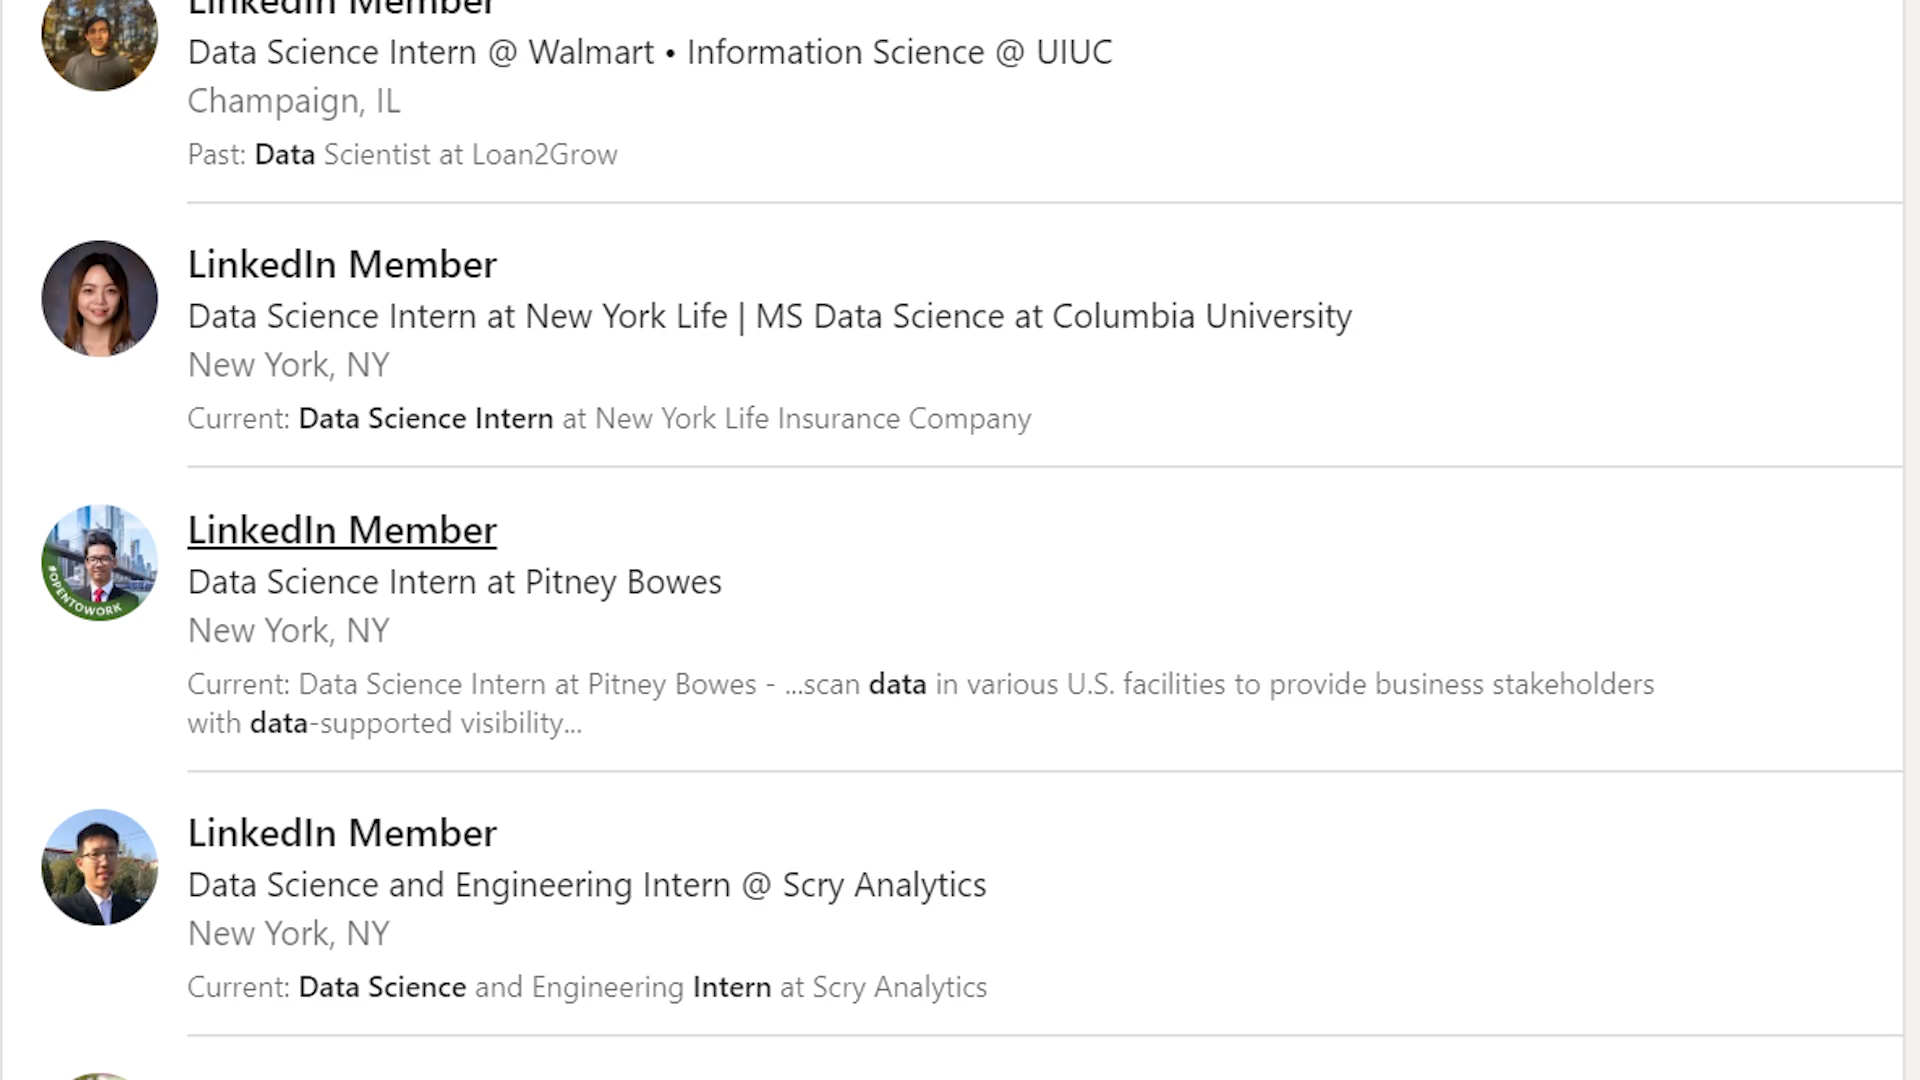 LinkedIn Member
Data Science Intern @ Walmart • Information Science @ UIUC
Champaign, IL
Past: Data Scientist at Loan2Grow
LinkedIn Member
Data Science Intern at New York Life | MS Data Science at Columbia University
New York, NY
Current: Data Science Intern at New York Life Insurance Company
LinkedIn Member
#OPENTOWORK
Data Science Intern at Pitney Bowes
New York, NY
Current: Data Science Intern at Pitney Bowes - ...scan data in various U.S. facilities to provide business stakeholders
with data-supported visibility...
LinkedIn Member
Data Science and Engineering Intern @ Scry Analytics
New York, NY
Current: Data Science and Engineering Intern at Scry Analytics